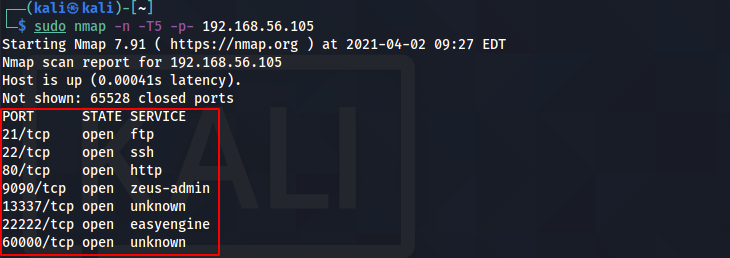 ┌──(kali㉿kali)-[~]
└─$ sudo nmap -n -T5 -p- 192.168.56.105
Starting Nmap 7.91 ( https://nmap.org ) at 2021-04-02 09:27 EDT
Nmap scan report for 192.168.56.105
Host is up (0.00041s latency).
Not shown: 65528 closed ports
PORT      STATE SERVICE
21/tcp    open  ftp
22/tcp    open  ssh
80/tcp    open  http
9090/tcp  open  zeus-admin
13337/tcp open  unknown
22222/tcp open  easyengine
60000/tcp open  unknown
KALI